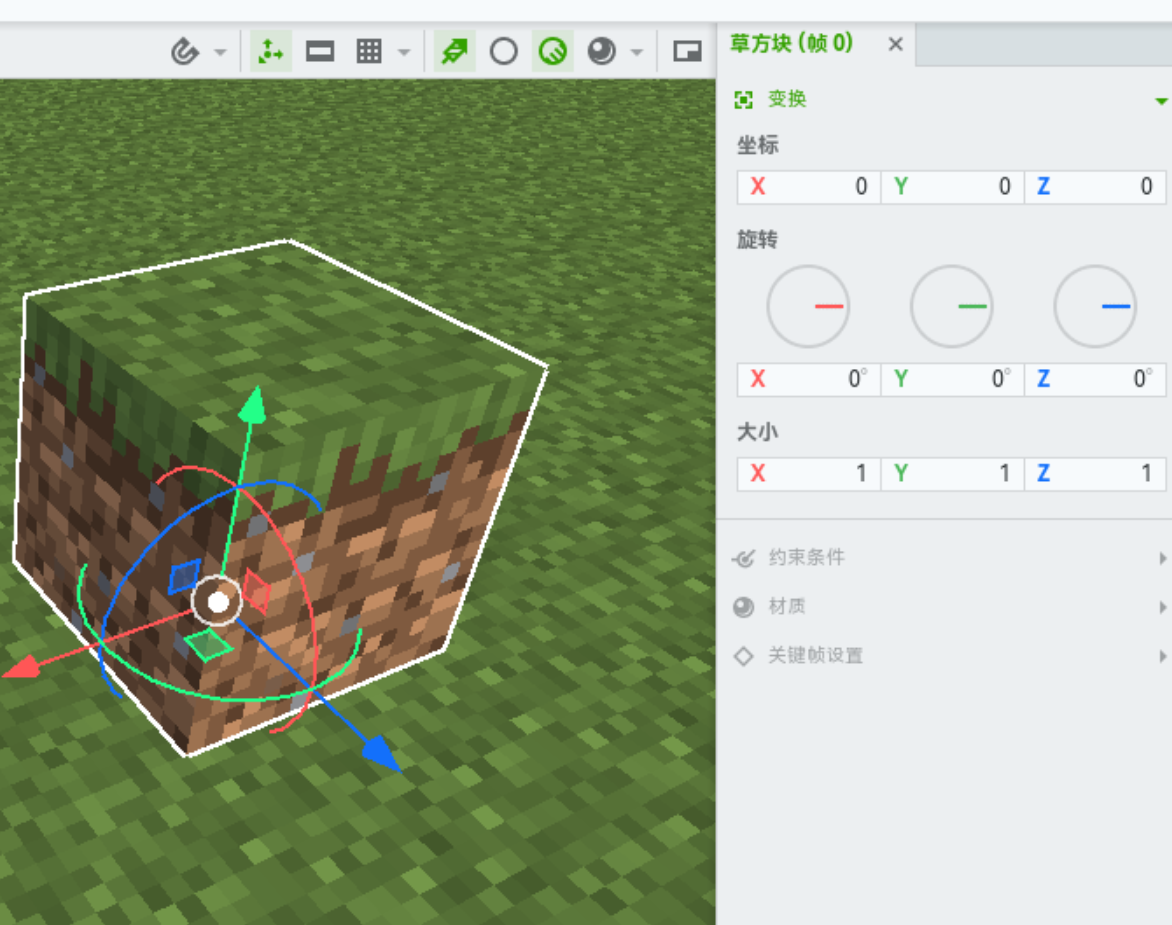 草方块 (帧 0)
变换
坐标
X 0 Y 0 Z 0
旋转
X 0° Y 0° Z 0°
大小
X 1 Y 1 Z 1
约束条件
材质
关键帧设置